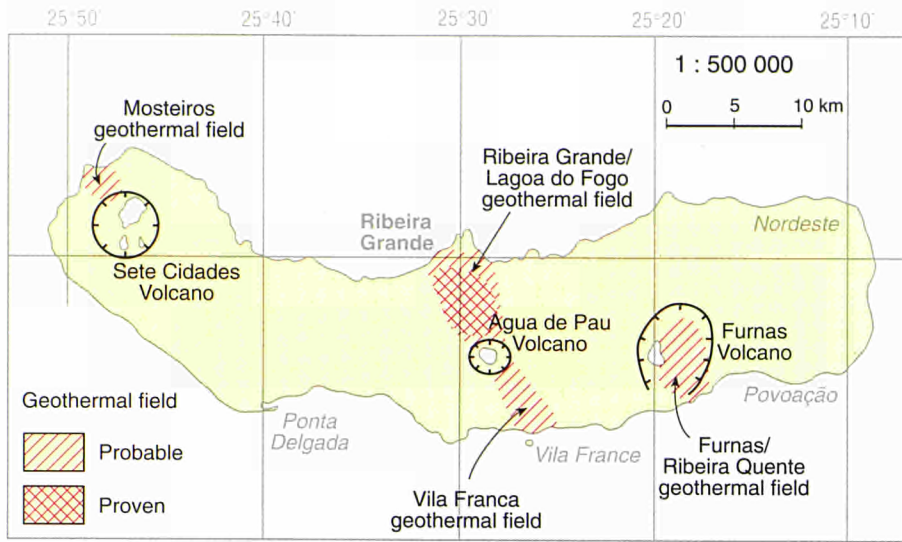 25°50' 25°40' 25°30' 25°20' 25°10'
1 : 500 000
0 5 10 km
Mosteiros
geothermal field
Ribeira Grande/
Lagoa do Fogo
geothermal field
Ribeira
Grande
Nordeste
Sete Cidades
Volcano
Agua de Pau
Volcano
Furnas
Volcano
Povoação
Ponta
Delgada
Vila France
Furnas/
Ribeira Quente
geothermal field
Vila Franca
geothermal field
Geothermal field
Probable
Proven